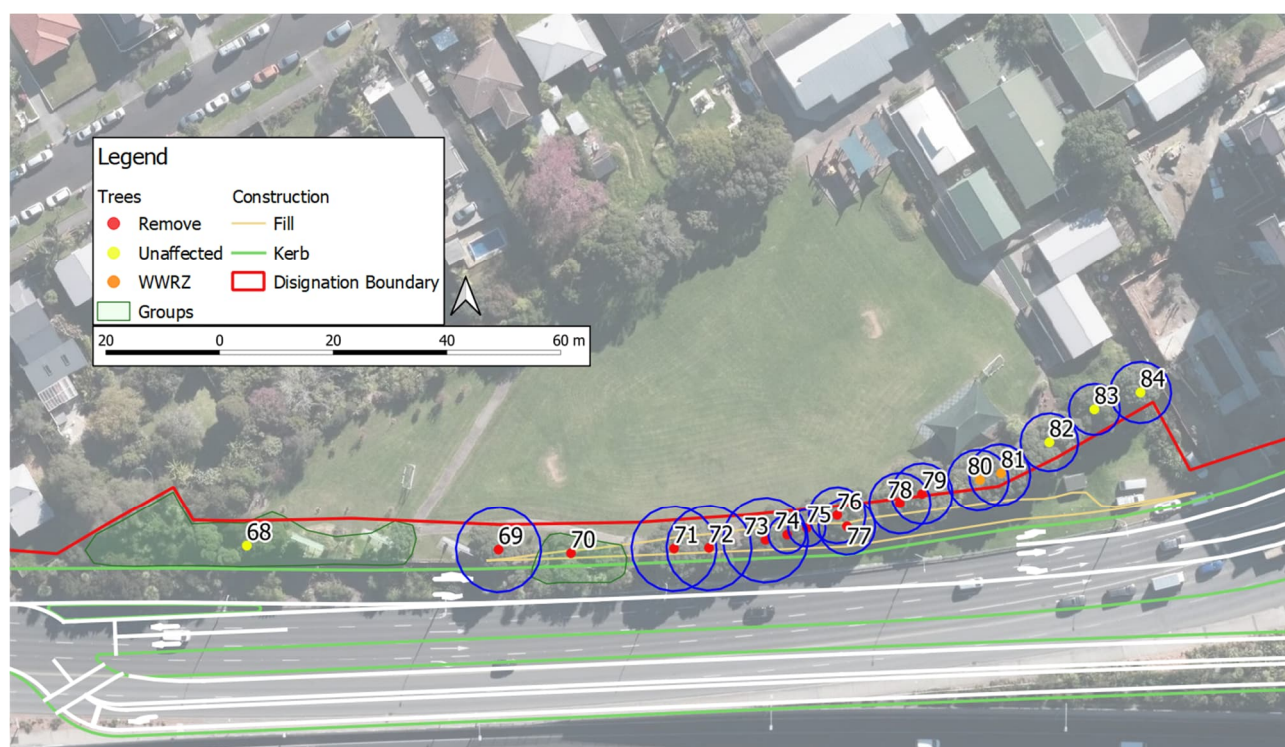 Legend
Trees Construction
Remove Fill
Unaffected Kerb
WWRZ Disignation Boundary
Groups
20 0 20 40 60 m
84
83
82
81
80
79
78
76
75
77
74
73
72
71
70
69
68